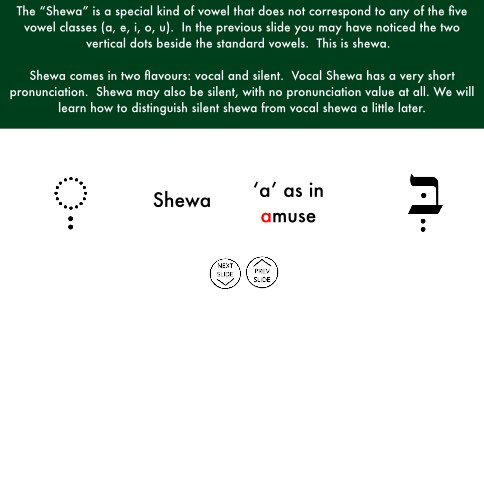 The “Shewa” is a special kind of vowel that does not correspond to any of the five
vowel classes (a, e, i, o, u).  In the previous slide you may have noticed the two
vertical dots beside the standard vowels.  This is shewa.
Shewa comes in two flavours: vocal and silent.  Vocal Shewa has a very short
pronunciation.  Shewa may also be silent, with no pronunciation value at all. We will
learn how to distinguish silent shewa from vocal shewa a little later.
◌ְ
Shewa
‘a’ as in
amuse
בְּ
NEXT
SLIDE
PREV
SLIDE